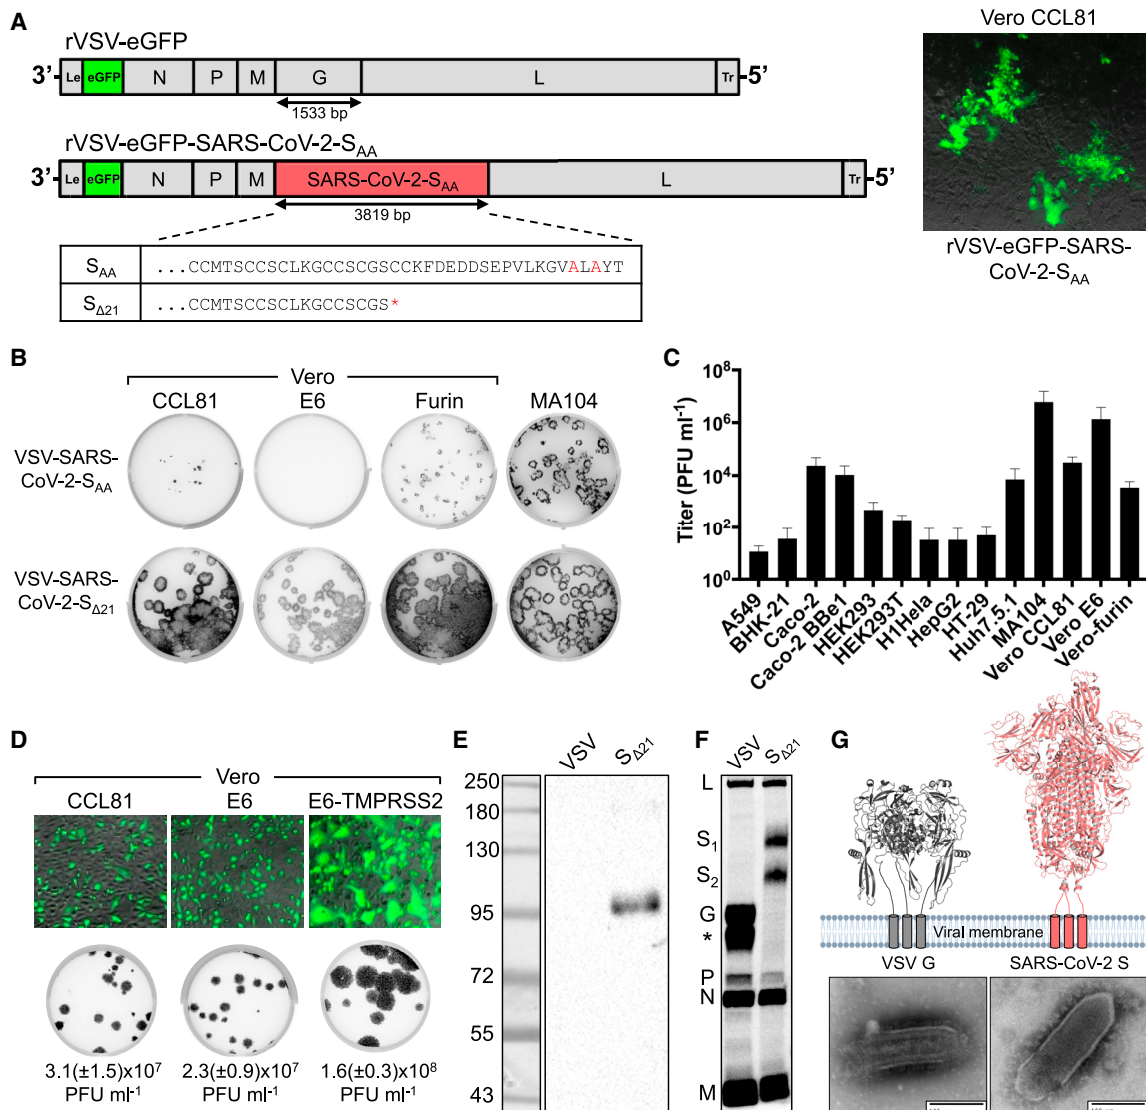 A
rVSV-eGFP
3’- Le eGFP N P M G L Tr -5’
1533 bp
rVSV-eGFP-SARS-CoV-2-SAA
3’- Le eGFP N P M SARS-CoV-2-SAA L Tr -5’
3819 bp
SAA ...CCMTSCCSCLKGCCSCGSCCKFDEDDSEPVLKGVALAYT
SΔ21 ...CCMTSCCSCLKGCCSCGS*
Vero CCL81
rVSV-eGFP-SARS-
CoV-2-SAA
B
Vero
CCL81 E6 Furin MA104
VSV-SARS-
CoV-2-SAA
VSV-SARS-
CoV-2-SΔ21
C
Titer (PFU ml-1)
10⁸
10⁶
10⁴
10²
10⁰
A549
BHK-21
Caco-2
Caco-2 BBe1
HEK293
HEK293T
H1Hela
HepG2
HT-29
Huh7.5.1
MA104
Vero CCL81
Vero E6
Vero-furin
D
Vero
CCL81 E6 E6-TMPRSS2
3.1(±1.5)x10⁷ 2.3(±0.9)x10⁷ 1.6(±0.3)x10⁸
PFU ml-1 PFU ml-1 PFU ml-1
E
VSV SΔ21
250
180
130
95
72
55
43
F
VSV SΔ21
L
S1
S2
G
*
P
N
M
G
Viral membrane
VSV G SARS-CoV-2 S